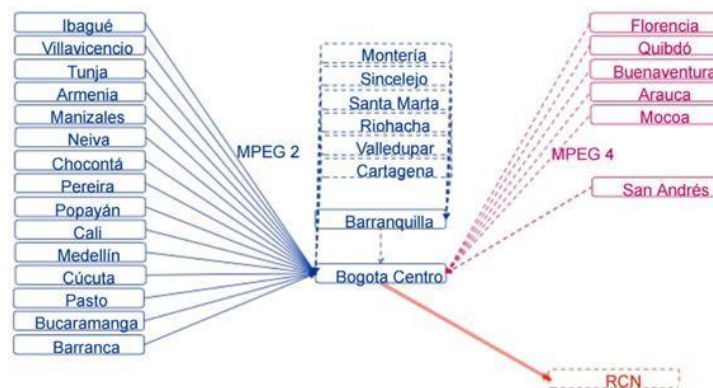 Ibagué
Villavicencio
Tunja
Armenia
Manizales
Neiva
Chocontá
Pereira
Popayán
Cali
Medellín
Cúcuta
Pasto
Bucaramanga
Barranca
MPEG 2
Montería
Sincelejo
Santa Marta
Riohacha
Valledupar
Cartagena
Barranquilla
Bogota Centro
Florencia
Quibdó
Buenaventura
Arauca
Mocoa
MPEG 4
San Andrés
RCN